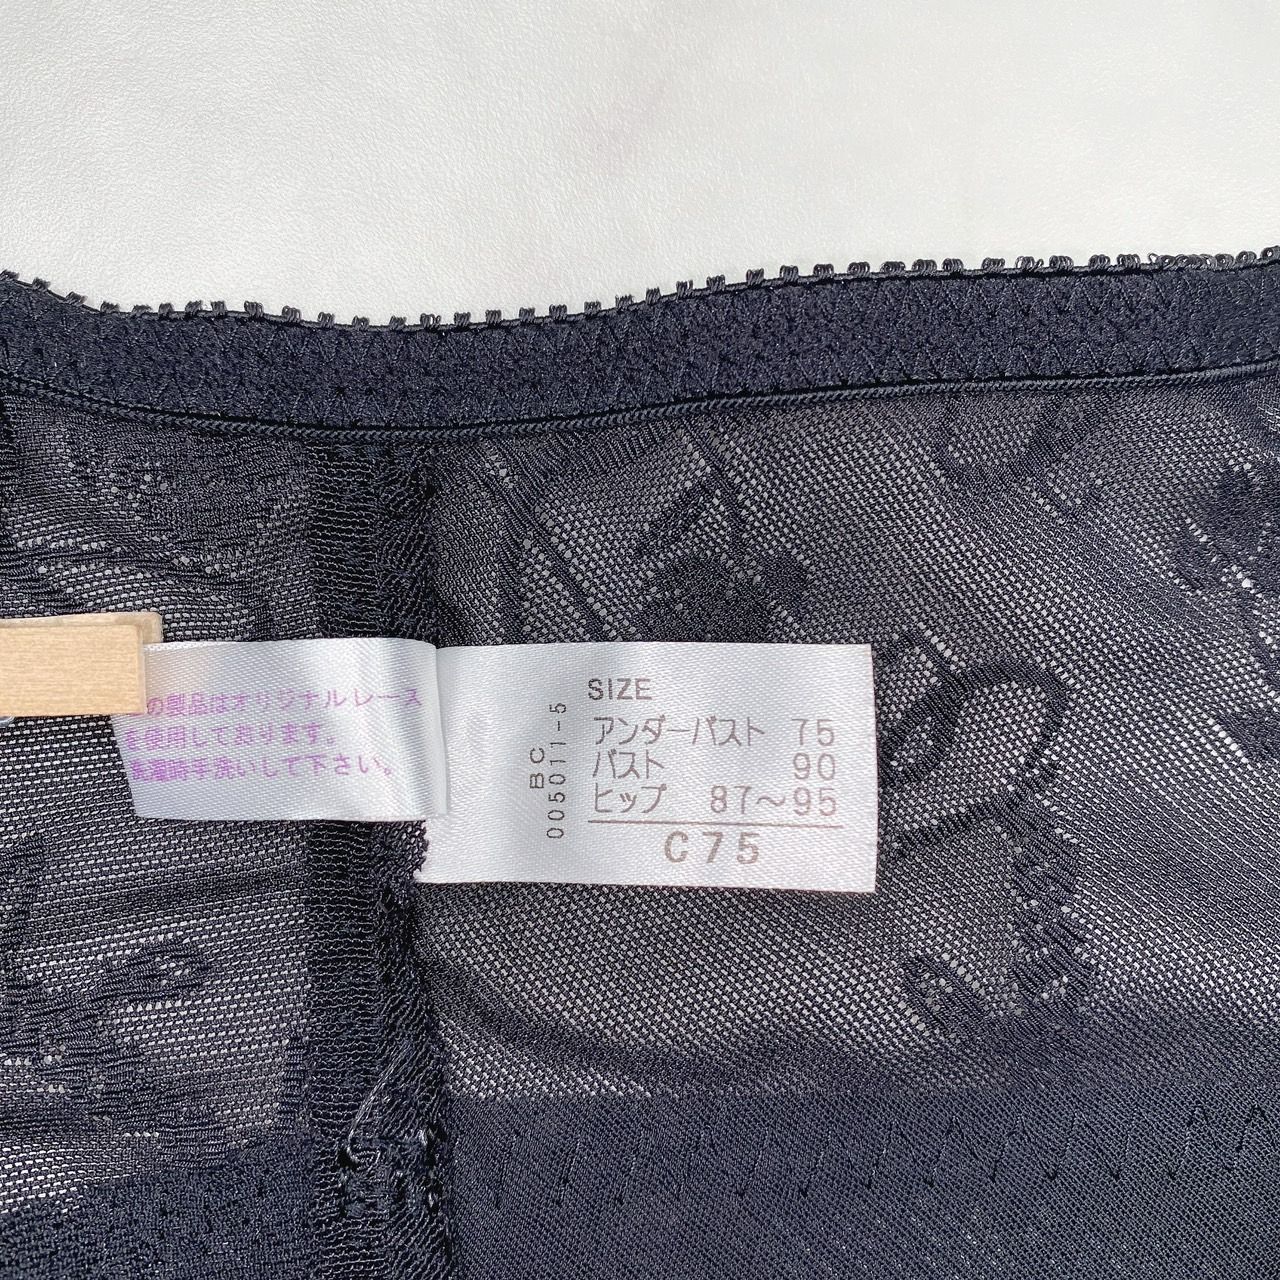 の製品はオリジナルレース
を使用しております。
洗濯時手洗いして下さい。
BC
005011-5
SIZE
アンダーバスト 75
バスト 90
ヒップ 87～95
C75